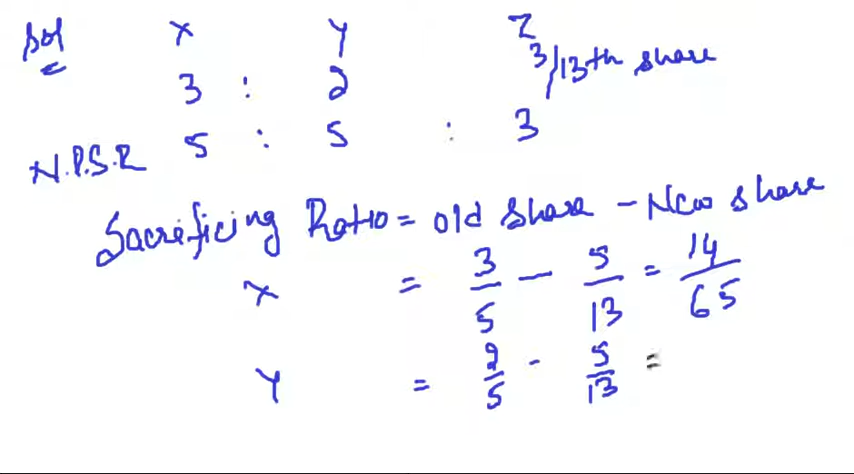 Sol X Y Z
3/13th share
3 : 2
N.P.S.R 5 : 5 : 3
Sacrificing Ratio = old share - New share
X = 3/5 - 5/13 = 14/65
Y = 2/5 - 5/13 =